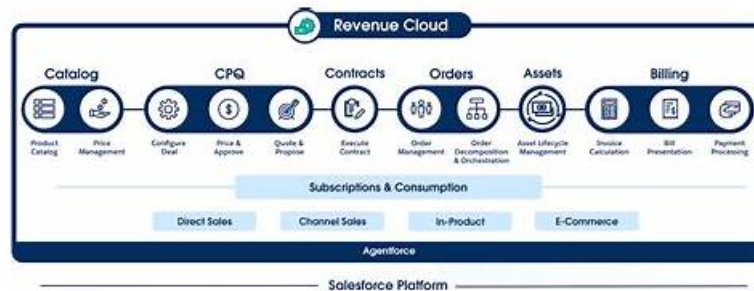 Revenue Cloud
Catalog
CPQ
Contracts
Orders
Assets
Billing
Product
Catalog
Price
Management
Configure
Deal
Price &
Approve
Quote &
Propose
Execute
Contract
Order
Management
Order
Decomposition
& Orchestration
Asset Lifecycle
Management
Invoice
Calculation
Bill
Presentation
Payment
Processing
Subscriptions & Consumption
Direct Sales
Channel Sales
In-Product
E-Commerce
Agentforce
Salesforce Platform